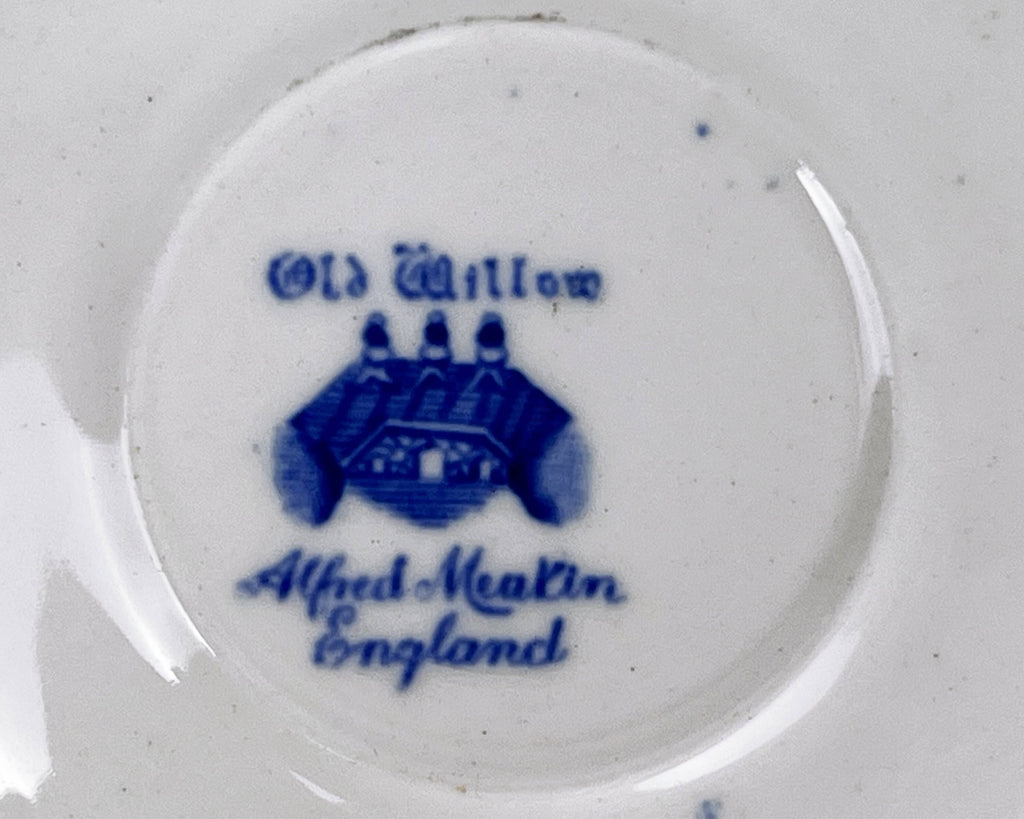 Old Willow
Alfred Meakin
England